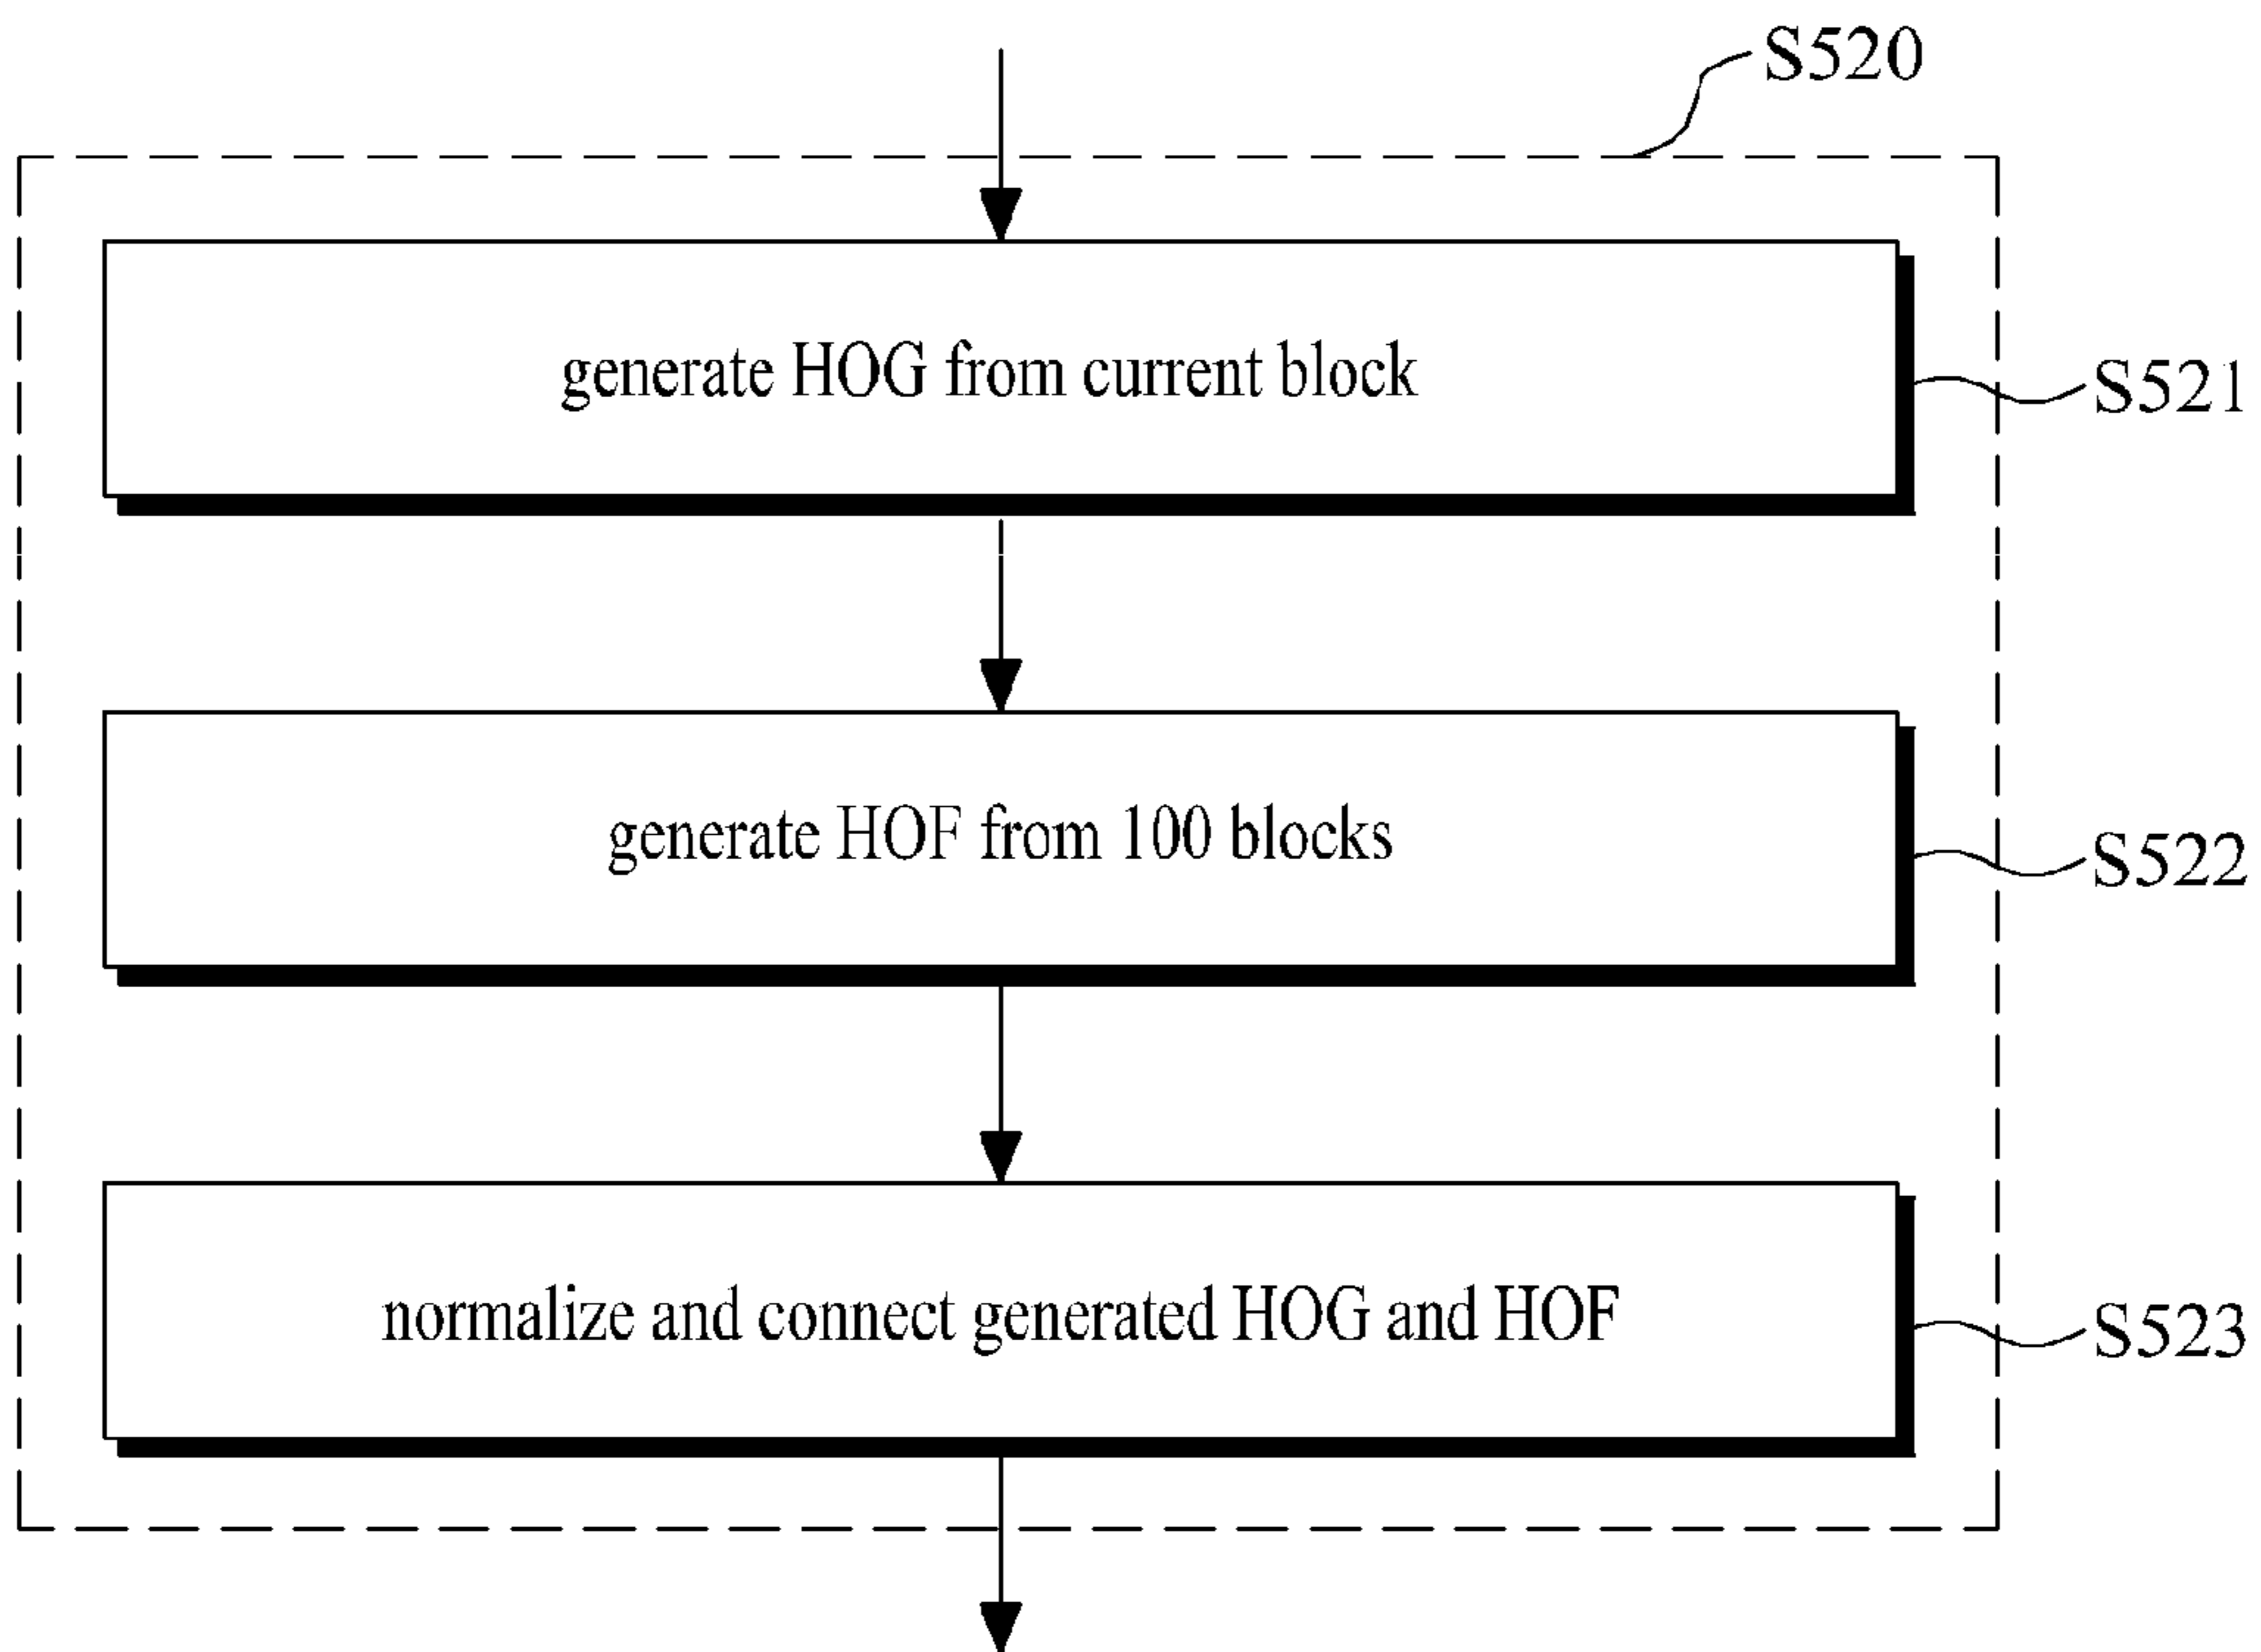 S520
generate HOG from current block
S521
generate HOF from 100 blocks
S522
normalize and connect generated HOG and HOF
S523